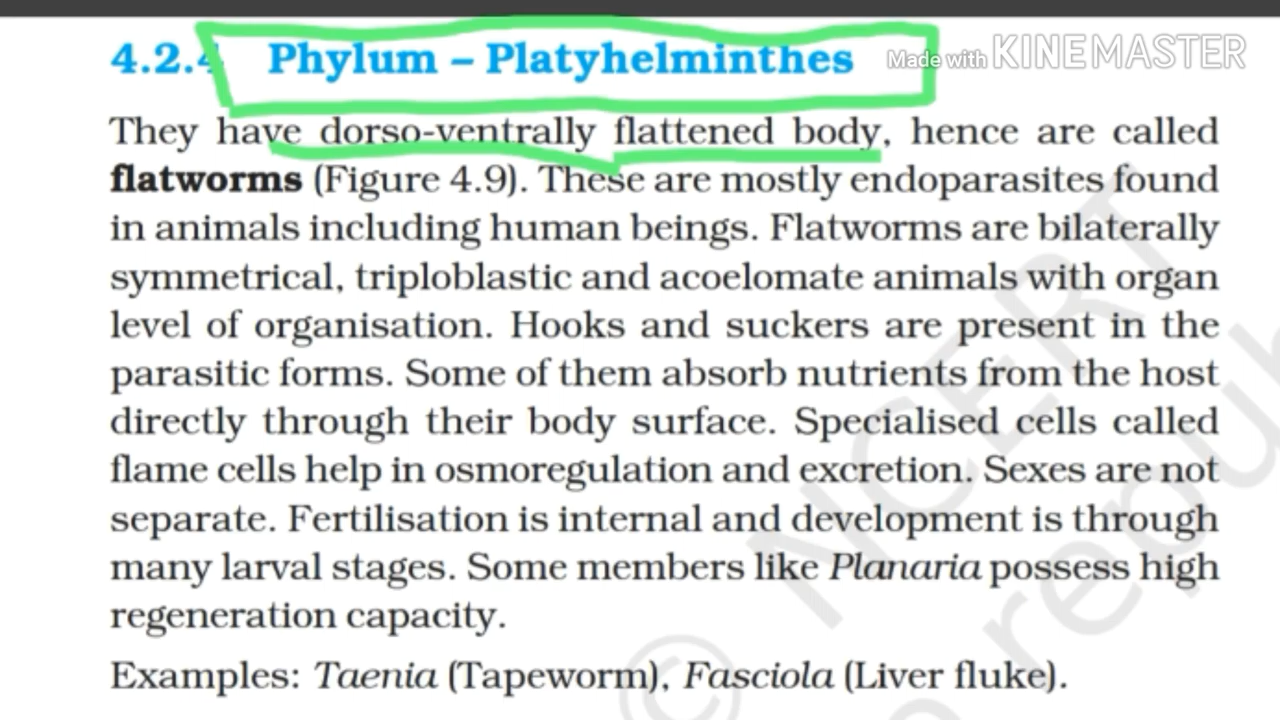 4.2.4 Phylum – Platyhelminthes
Made with KINEMASTER
They have dorso-ventrally flattened body, hence are called
flatworms (Figure 4.9). These are mostly endoparasites found
in animals including human beings. Flatworms are bilaterally
symmetrical, triploblastic and acoelomate animals with organ
level of organisation. Hooks and suckers are present in the
parasitic forms. Some of them absorb nutrients from the host
directly through their body surface. Specialised cells called
flame cells help in osmoregulation and excretion. Sexes are not
separate. Fertilisation is internal and development is through
many larval stages. Some members like Planaria possess high
regeneration capacity.
Examples: Taenia (Tapeworm), Fasciola (Liver fluke).
© NCERT